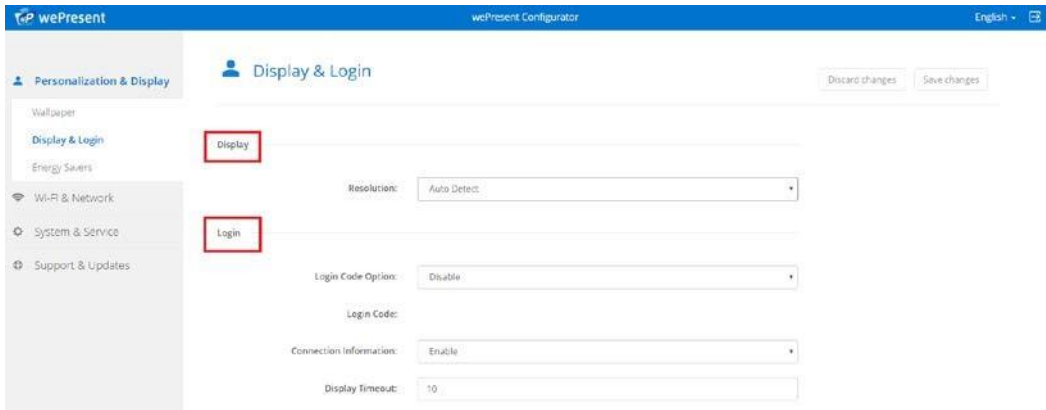 wePresent
wePresent Configurator
English
Personalization & Display
Wallpaper
Display & Login
Energy Savers
Wi-Fi & Network
System & Service
Support & Updates
Display & Login
Discard changes
Save changes
Display
Resolution:
Auto Detect
Login
Login Code Option:
Disable
Login Code:
Connection Information:
Enable
Display Timeout:
10